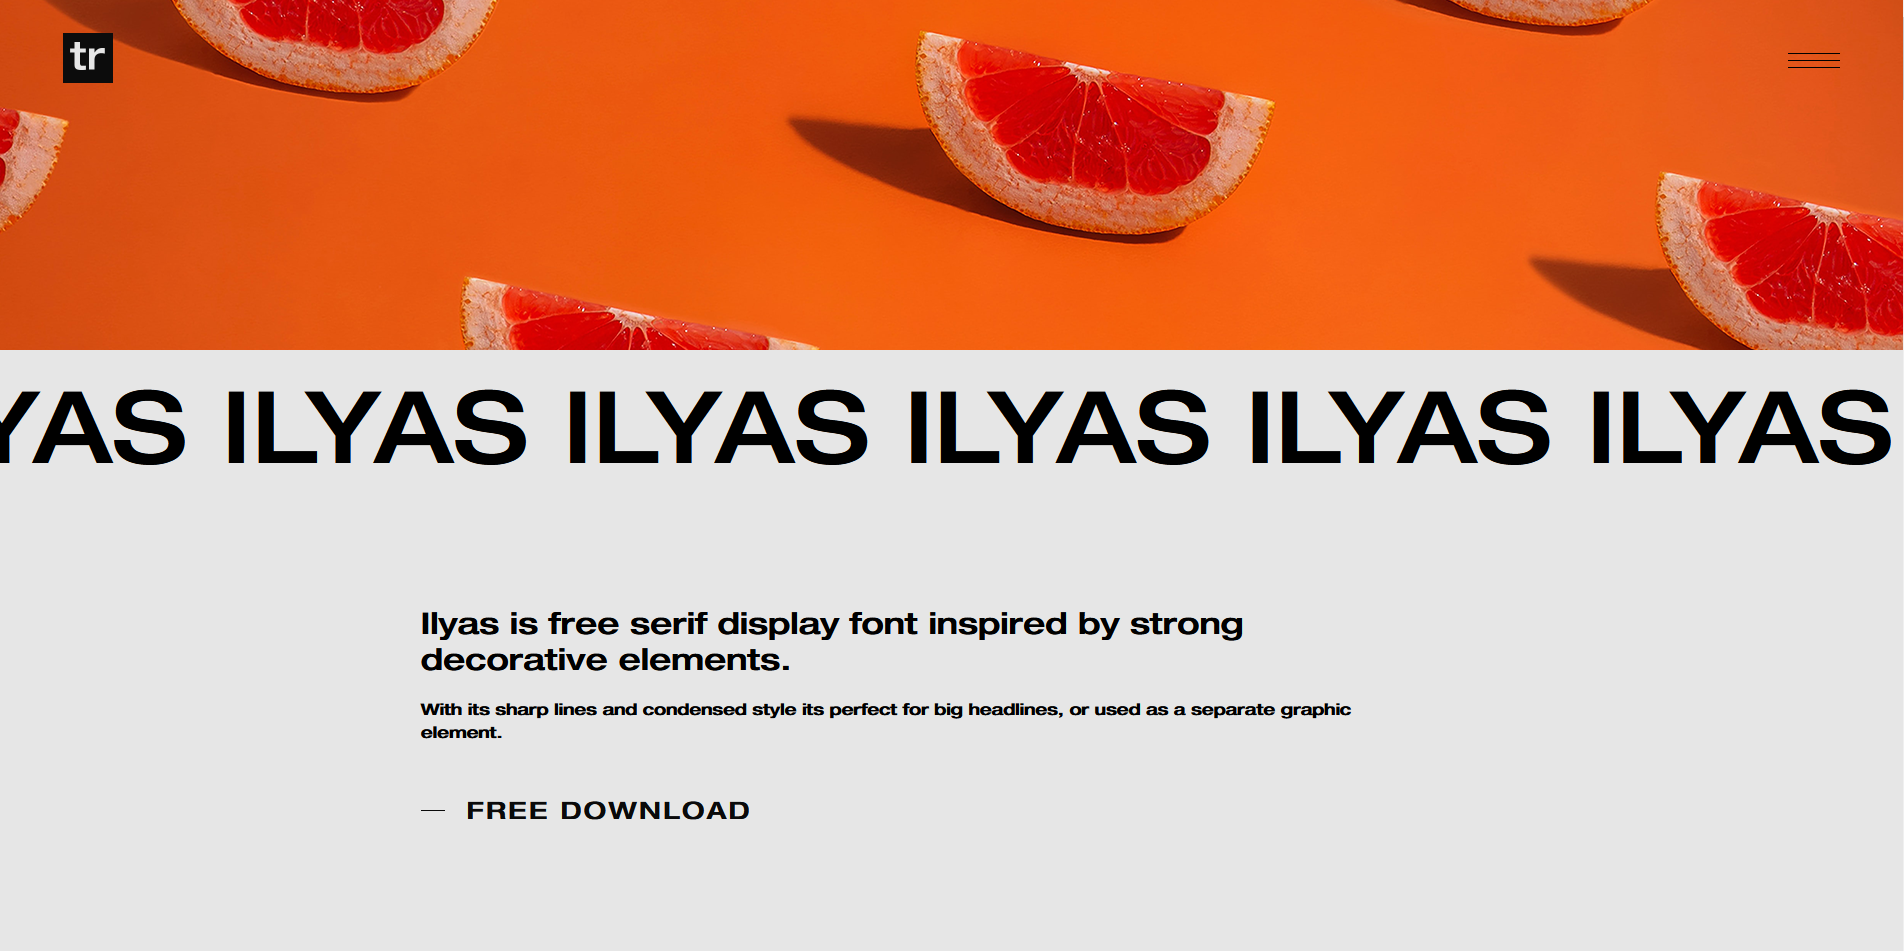 tr
YAS ILYAS ILYAS ILYAS ILYAS ILYAS
Ilyas is free serif display font inspired by strong
decorative elements.
With its sharp lines and condensed style its perfect for big headlines, or used as a separate graphic
element.
FREE DOWNLOAD